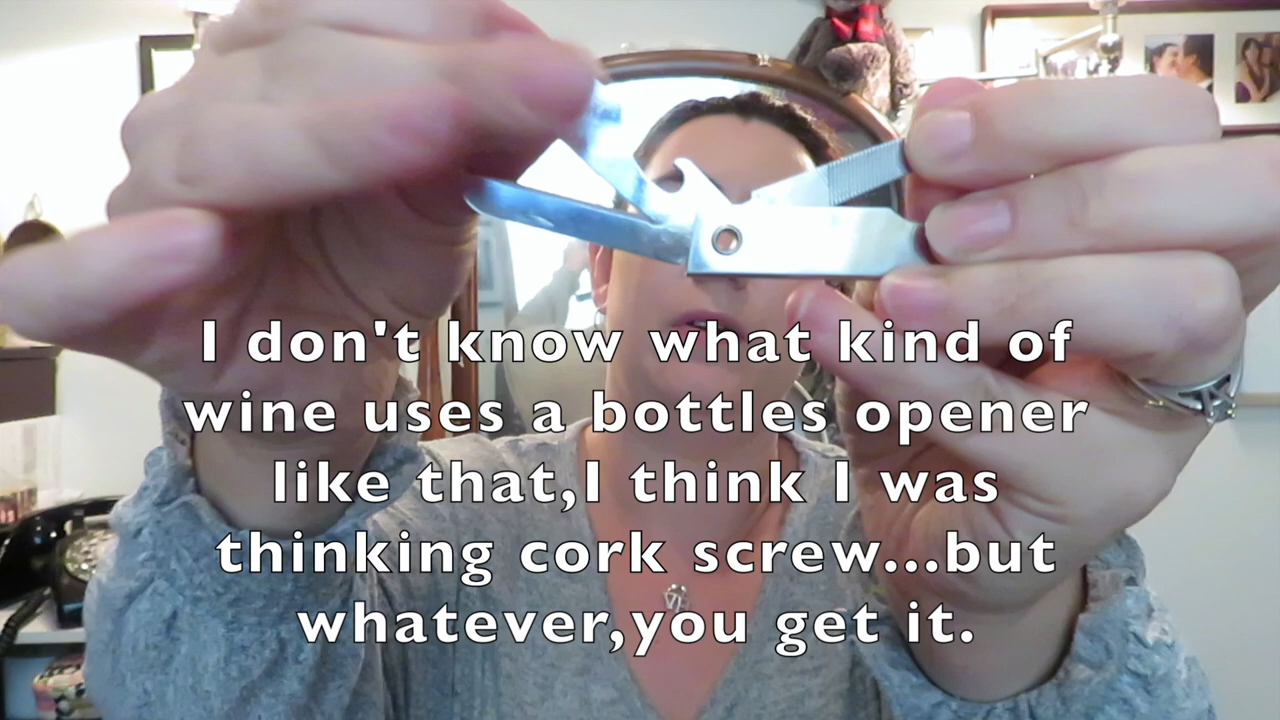 I don't know what kind of
wine uses a bottles opener
like that,I think I was
thinking cork screw...but
whatever,you get it.